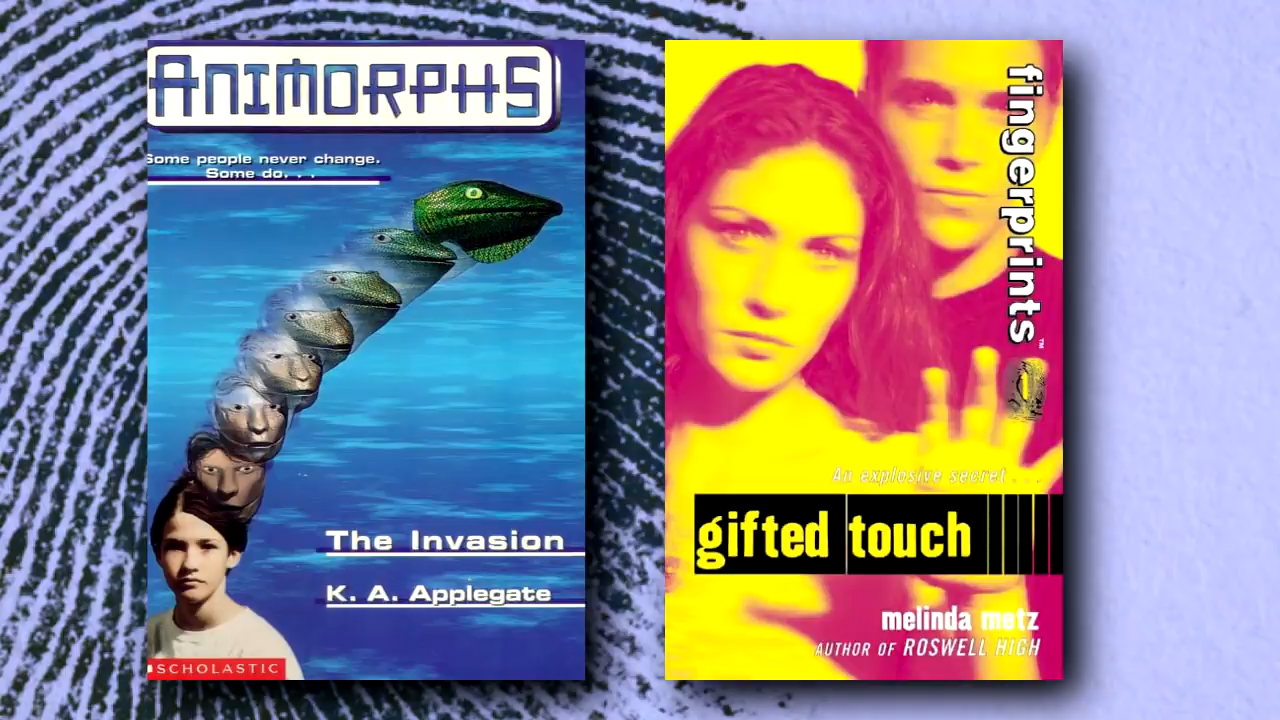 ANIMORPHS
Some people never change.
Some do. . .
The Invasion
K. A. Applegate
SCHOLASTIC
fingerprints™
An explosive secret . . .
gifted touch
melinda metz
AUTHOR OF ROSWELL HIGH